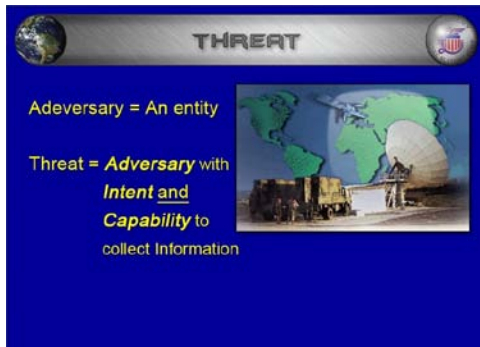 THREAT
Adeversary = An entity
Threat = Adversary with
Intent and
Capability to
collect Information